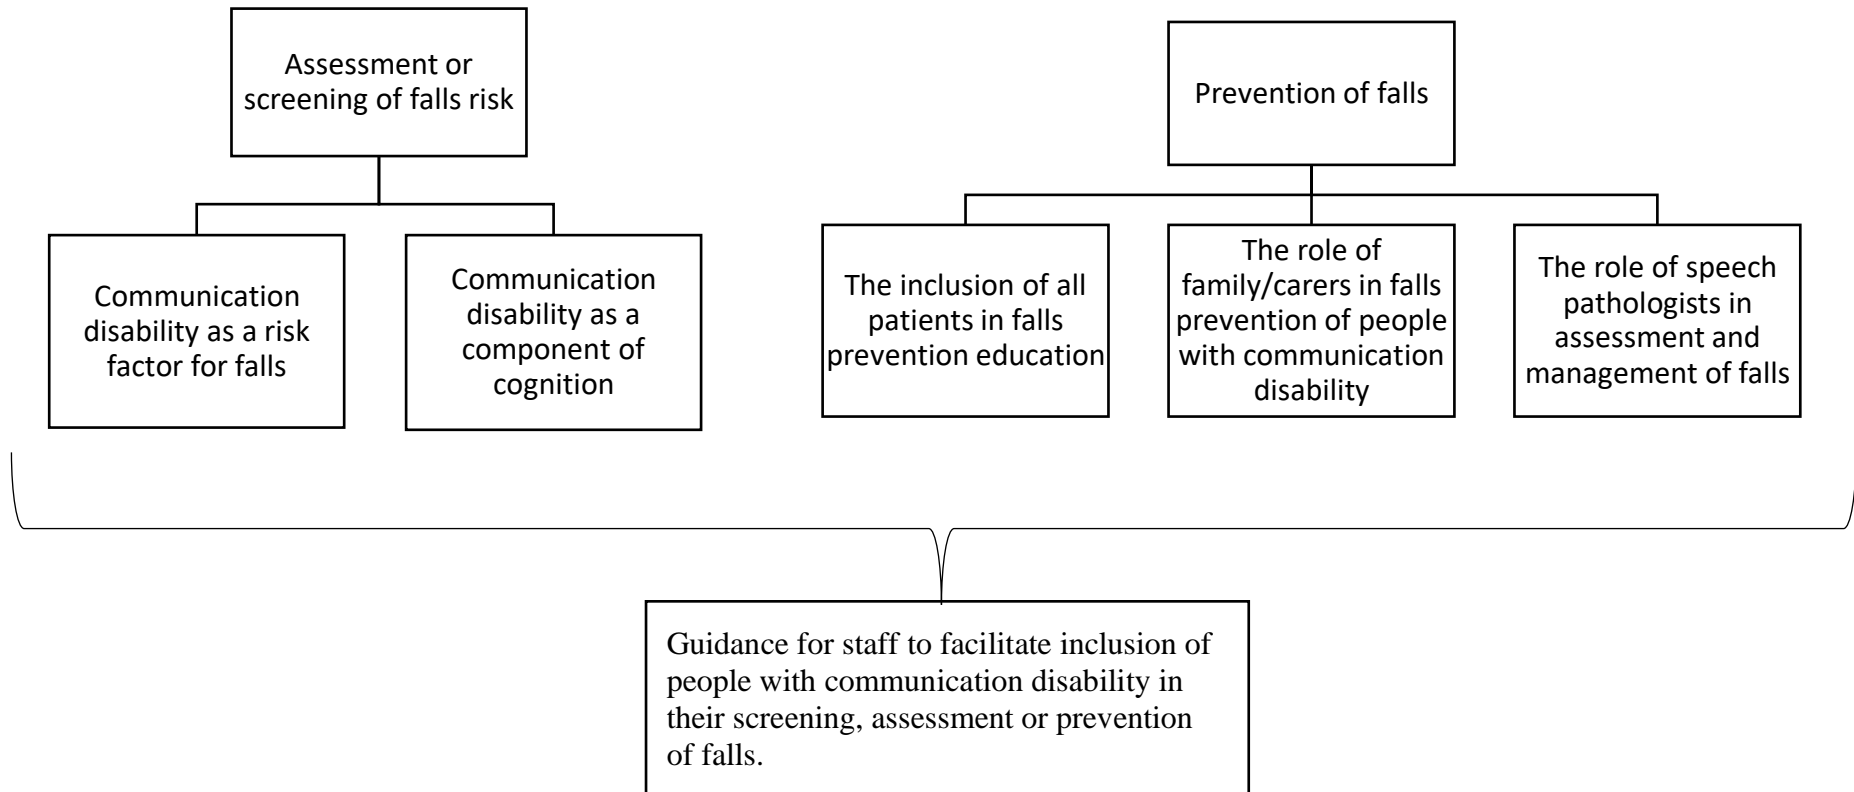 Assessment or
screening of falls risk
Prevention of falls
Communication
disability as a risk
factor for falls
Communication
disability as a
component of
cognition
The inclusion of all
patients in falls
prevention education
The role of
family/carers in falls
prevention of people
with communication
disability
The role of speech
pathologists in
assessment and
management of falls
Guidance for staff to facilitate inclusion of
people with communication disability in
their screening, assessment or prevention
of falls.